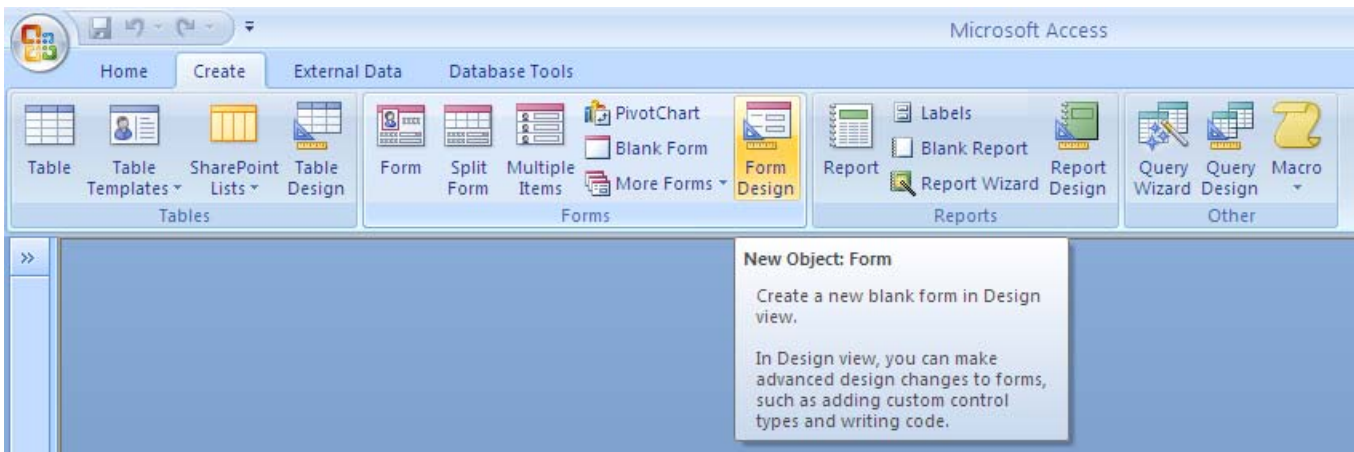 Microsoft Access
Home Create External Data Database Tools
Table
Table Templates
SharePoint Lists
Table Design
Tables
Form
Split Form
Multiple Items
PivotChart
Blank Form
More Forms
Form Design
Forms
Report
Labels
Blank Report
Report Wizard
Report Design
Reports
Query Wizard
Query Design
Macro
Other
»
New Object: Form
Create a new blank form in Design
view.
In Design view, you can make
advanced design changes to forms,
such as adding custom control
types and writing code.